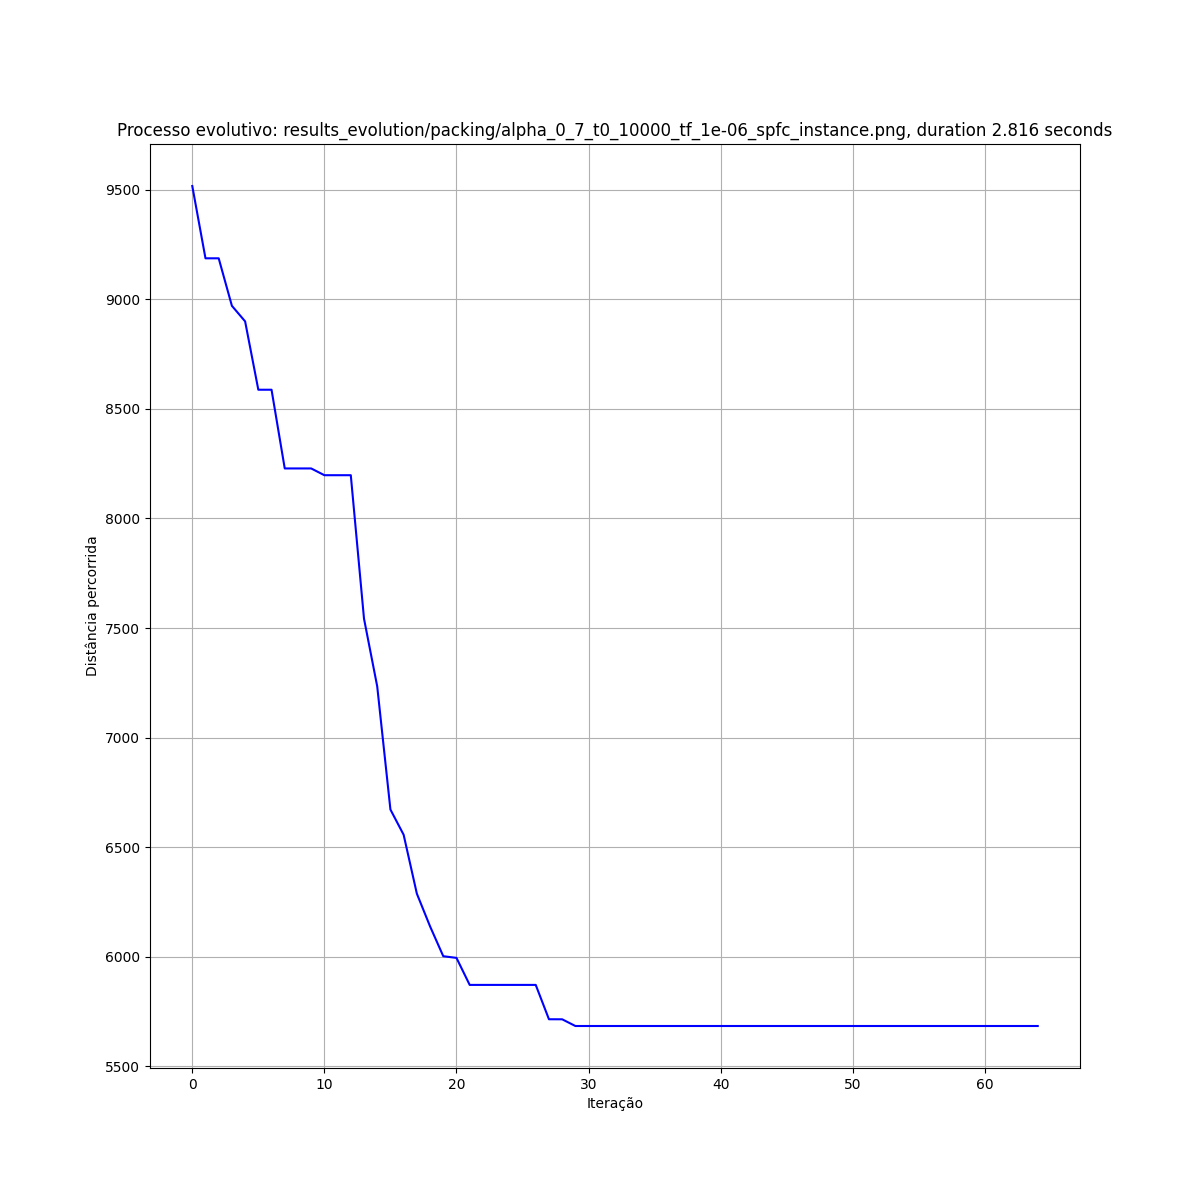 Processo evolutivo: results_evolution/packing/alpha_0_7_t0_10000_tf_1e-06_spfc_instance.png, duration 2.816 seconds
9500
9000
8500
8000
7500
7000
6500
6000
5500
Distância percorrida
0 10 20 30 40 50 60
Iteração